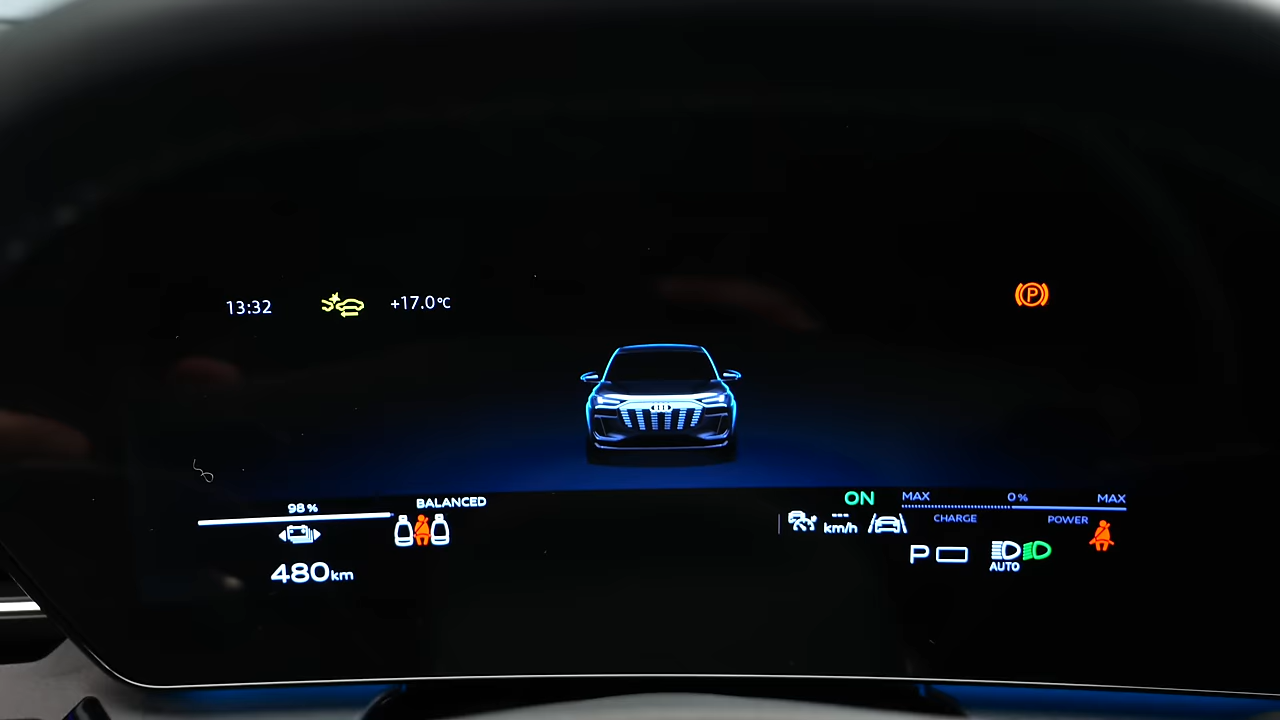 13:32
+17.0°C
P
98%
BALANCED
480km
ON
---
km/h
MAX 0% MAX
CHARGE POWER
P
AUTO